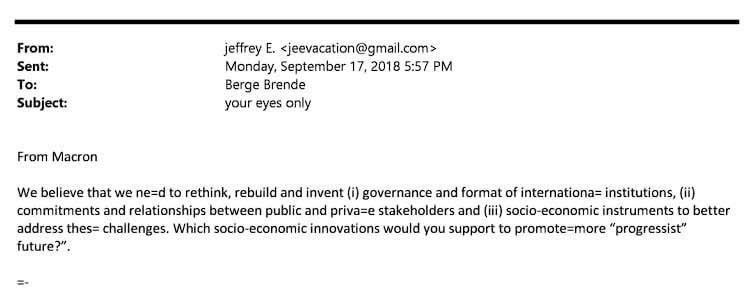 From: jeffrey E. <jeevacation@gmail.com>
Sent: Monday, September 17, 2018 5:57 PM
To: Berge Brende
Subject: your eyes only
From Macron
We believe that we ne=d to rethink, rebuild and invent (i) governance and format of internationa= institutions, (ii)
commitments and relationships between public and priva=e stakeholders and (iii) socio-economic instruments to better
address thes= challenges. Which socio-economic innovations would you support to promote=more “progressist”
future?”.
=-